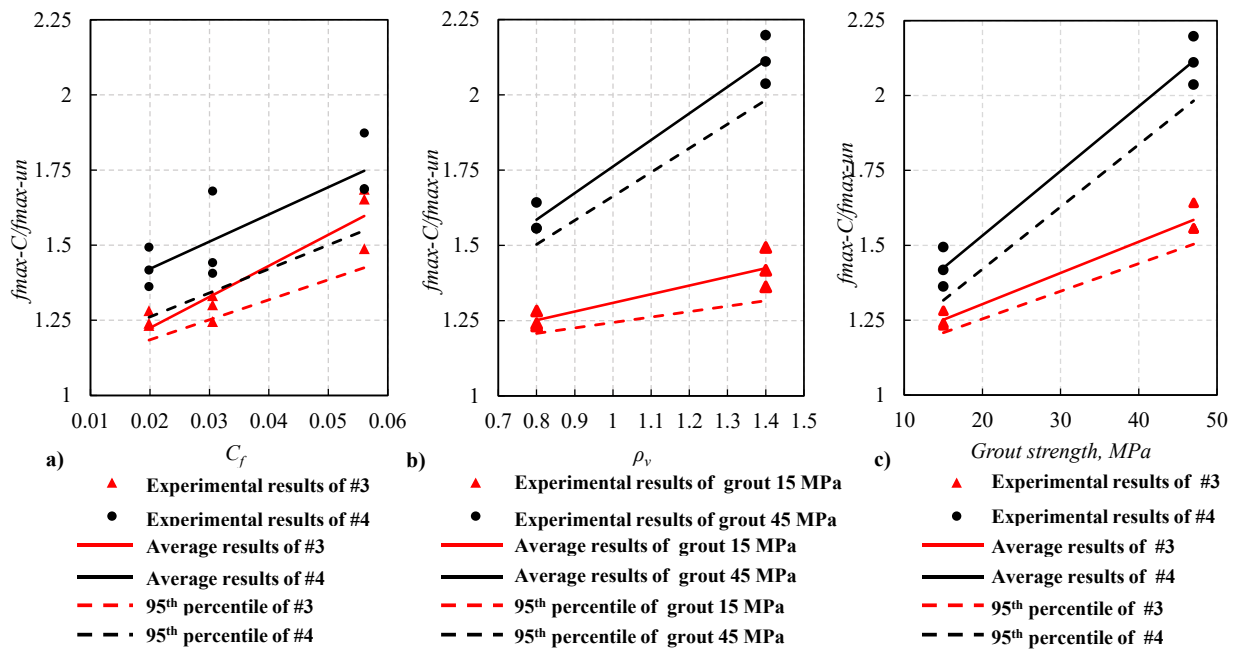 2.25
2
1.75
1.5
1.25
1
fmax-C/fmax-un
0.01 0.02 0.03 0.04 0.05 0.06
a)
C_f
▲ Experimental results of #3
● Experimental results of #4
Average results of #3
Average results of #4
95th percentile of #3
95th percentile of #4
2.25
2
1.75
1.5
1.25
1
fmax-C/fmax-un
0.7 0.8 0.9 1 1.1 1.2 1.3 1.4 1.5
b)
ρ_v
▲ Experimental results of grout 15 MPa
● Experimental results of grout 45 MPa
Average results of grout 15 MPa
Average results of grout 45 MPa
95th percentile of grout 15 MPa
95th percentile of grout 45 MPa
2.25
2
1.75
1.5
1.25
1
fmax-C/fmax-un
10 20 30 40 50
c)
Grout strength, MPa
▲ Experimental results of #3
● Experimental results of #4
Average results of #3
Average results of #4
95th percentile of #3
95th percentile of #4